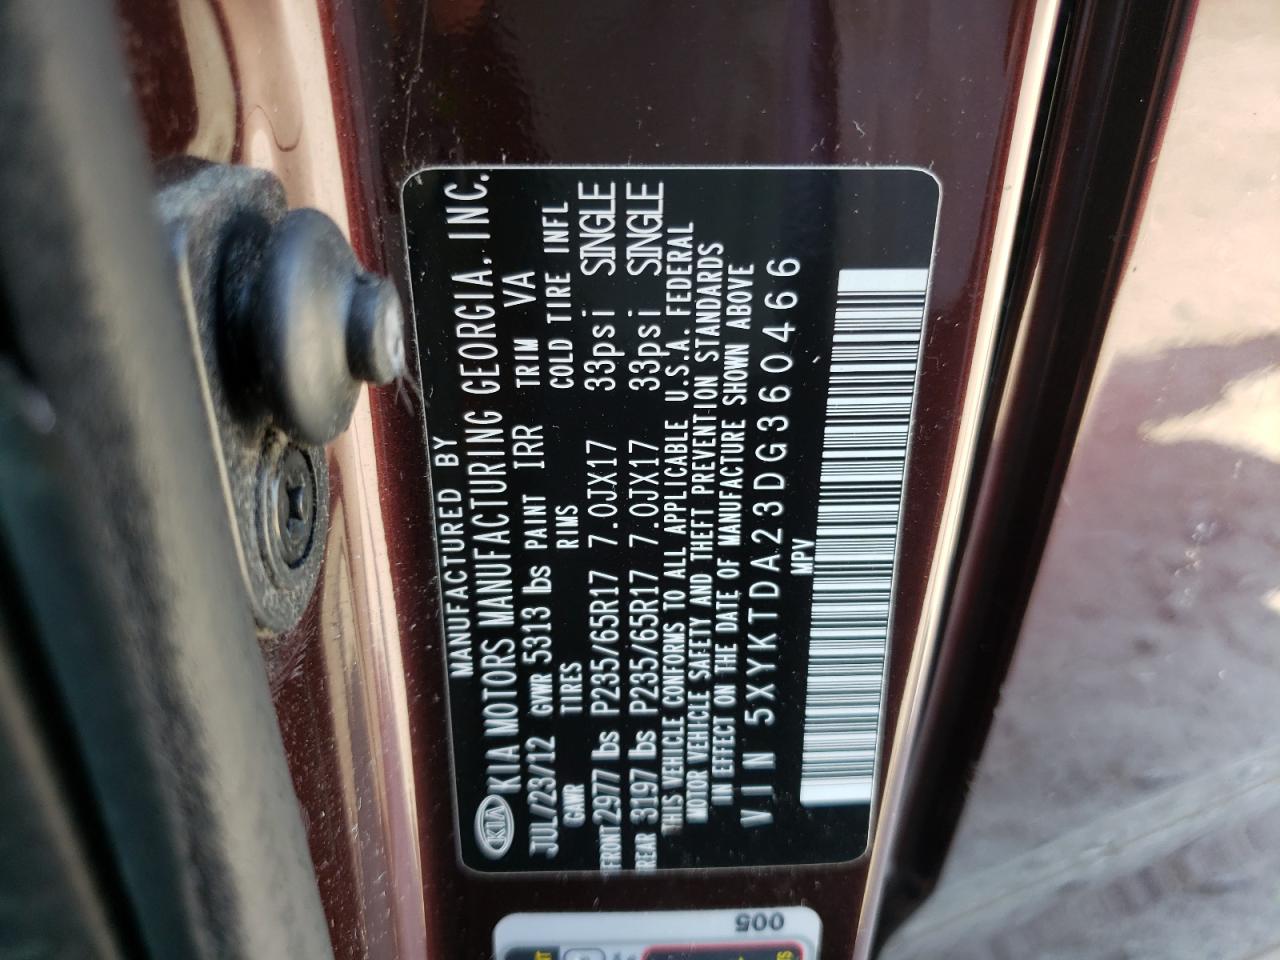 MANUFACTURED BY
KIA KIA MOTORS MANUFACTURING GEORGIA, INC.
JUL/23/12 GVWR 5313 lbs PAINT IRR TRIM VA
GAWR TIRES RIMS COLD TIRE INFL
FRONT 2977 lbs P235/65R17 7.0JX17 33psi SINGLE
REAR 3197 lbs P235/65R17 7.0JX17 33psi SINGLE
THIS VEHICLE CONFORMS TO ALL APPLICABLE U.S.A. FEDERAL
MOTOR VEHICLE SAFETY AND THEFT PREVENTION STANDARDS
IN EFFECT ON THE DATE OF MANUFACTURE SHOWN ABOVE
VIN 5XYKTDA23DG360466
MPV
005